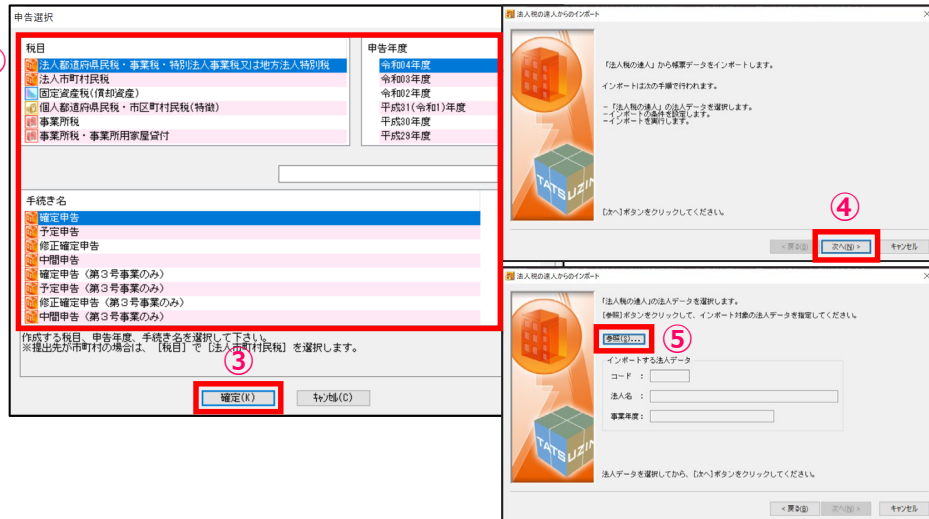 申告選択
税目
法人都道府県民税・事業税・特別法人事業税又は地方法人特別税
法人市町村民税
固定資産税(償却資産)
個人都道府県民税・市区町村民税(特徴)
事業所税
事業所税・事業所用家屋貸付
申告年度
令和04年度
令和03年度
令和02年度
平成31(令和1)年度
平成30年度
平成29年度
手続き名
確定申告
予定申告
修正確定申告
中間申告
確定申告（第３号事業のみ）
予定申告（第３号事業のみ）
修正確定申告（第３号事業のみ）
中間申告（第３号事業のみ）
作成する税目、申告年度、手続き名を選択して下さい。
※提出先が市町村の場合は、［税目］で［法人市町村民税］を選択します。
③
確定(K)
ｷｬﾝｾﾙ(C)
法人税の達人からのインポート
「法人税の達人」から帳票データをインポートします。
インポートは次の手順で行われます。
－「法人税の達人」の法人データを選択します。
－インポートの条件を設定します。
－インポートを実行します。
TATSUZIN
[次へ]ボタンをクリックしてください。
④
< 戻る(B)
次へ(N) >
キャンセル
法人税の達人からのインポート
「法人税の達人」の法人データを選択します。
[参照]ボタンをクリックして、インポート対象の法人データを指定してください。
参照(S)...
⑤
インポートする法人データ
コード ：
法人名 ：
事業年度：
TATSUZIN
法人データを選択してから、[次へ]ボタンをクリックしてください。
< 戻る(B)
次へ(N) >
キャンセル